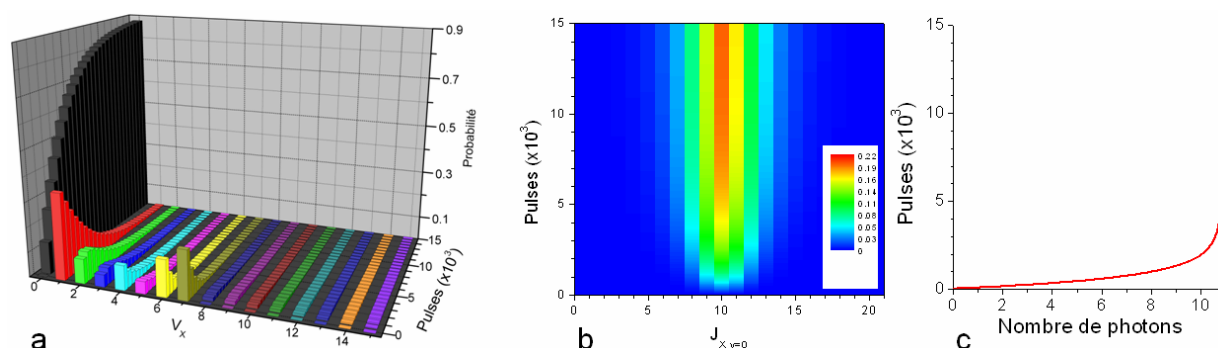 0.9
0.7
0.5
0.3
0.1
Probabilité
15
10
5
0
Pulses (x10³)
0 2 4 6 8 10 12 14
Vₓ
a
15
10
5
0
Pulses (x10³)
0.22
0.19
0.16
0.14
0.11
0.08
0.05
0.03
0
0 5 10 15 20
J X v=0
b
15
10
5
0
Pulses (x10³)
0 2 4 6 8 10
Nombre de photons
c